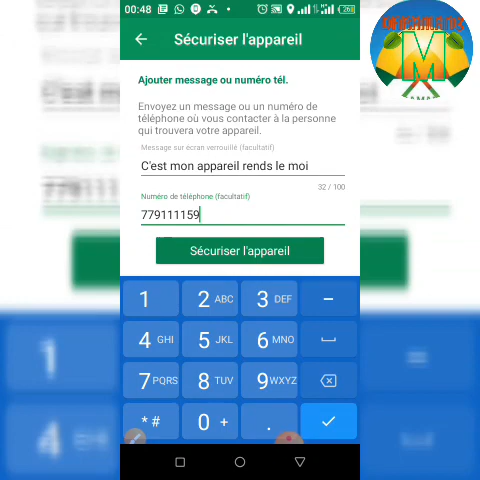 00:48
Sécuriser l'appareil
Ajouter message ou numéro tél.
Envoyez un message ou un numéro de
téléphone où vous contacter à la personne
qui trouvera votre appareil.
Message sur écran verrouillé (facultatif)
C'est mon appareil rends le moi
32 / 100
Numéro de téléphone (facultatif)
779111159
Sécuriser l'appareil
1 2 ABC 3 DEF −
4 GHI 5 JKL 6 MNO
7 PQRS 8 TUV 9 WXYZ
* # 0 + .
M